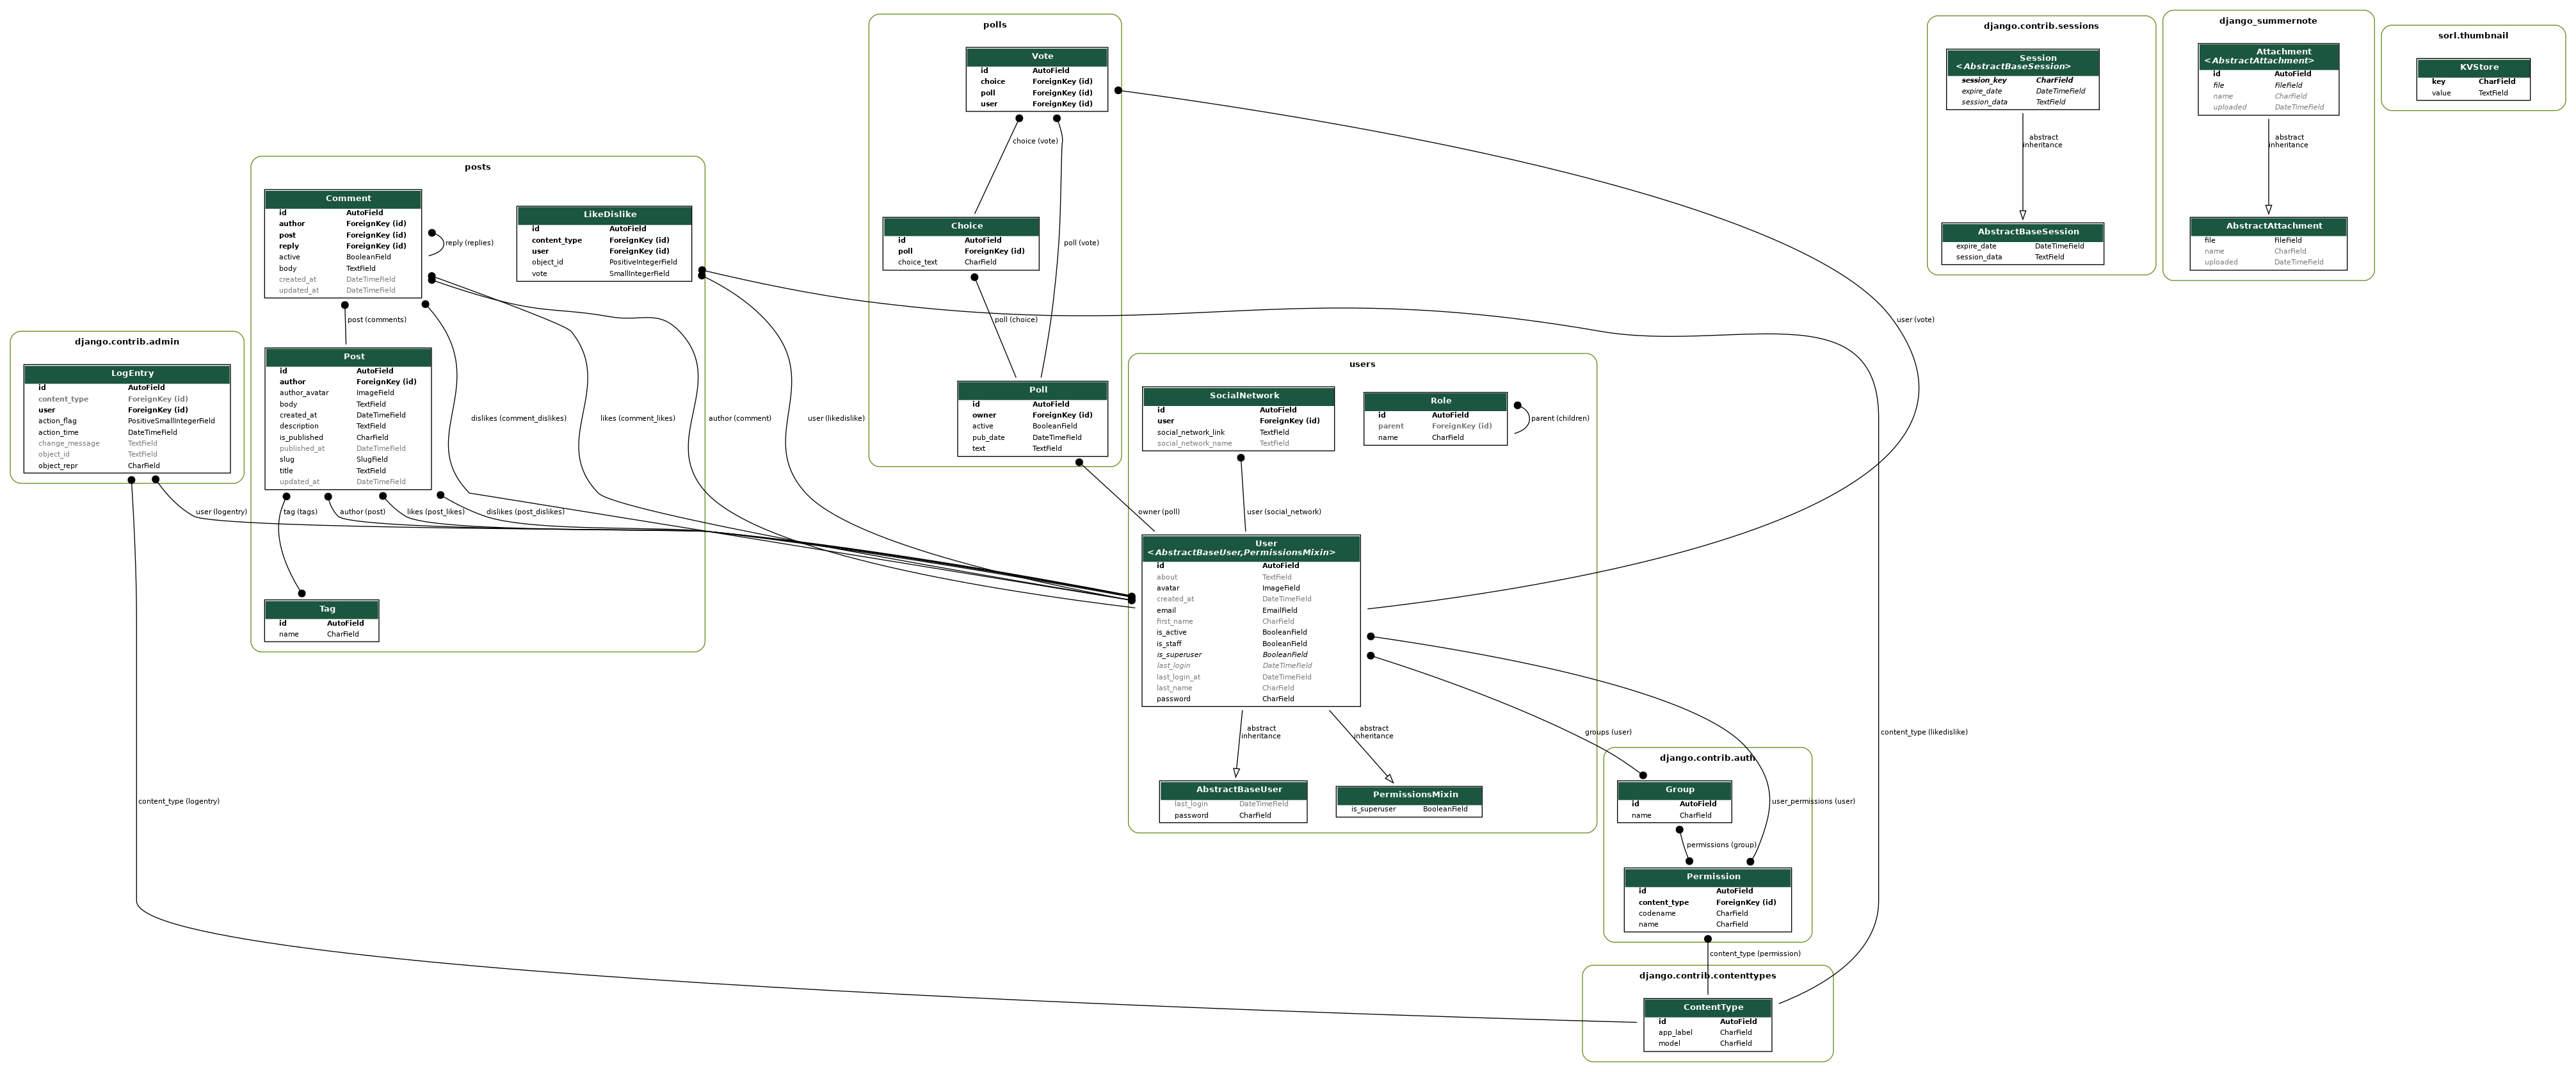 polls
Vote
id AutoField
choice ForeignKey (id)
poll ForeignKey (id)
user ForeignKey (id)
choice (vote)
poll (vote)
user (vote)
Choice
id AutoField
poll ForeignKey (id)
choice_text CharField
poll (choice)
Poll
id AutoField
owner ForeignKey (id)
active BooleanField
pub_date DateTimeField
text TextField
owner (poll)
django.contrib.sessions
Session
<AbstractBaseSession>
session_key CharField
expire_date DateTimeField
session_data TextField
abstract
inheritance
AbstractBaseSession
expire_date DateTimeField
session_data TextField
django_summernote
Attachment
<AbstractAttachment>
id AutoField
file FileField
name CharField
uploaded DateTimeField
abstract
inheritance
AbstractAttachment
file FileField
name CharField
uploaded DateTimeField
sorl.thumbnail
KVStore
key CharField
value TextField
posts
Comment
id AutoField
author ForeignKey (id)
post ForeignKey (id)
reply ForeignKey (id)
active BooleanField
body TextField
created_at DateTimeField
updated_at DateTimeField
reply (replies)
LikeDislike
id AutoField
content_type ForeignKey (id)
user ForeignKey (id)
object_id PositiveIntegerField
vote SmallIntegerField
post (comments)
Post
id AutoField
author ForeignKey (id)
author_avatar ImageField
body TextField
created_at DateTimeField
description TextField
is_published CharField
published_at DateTimeField
slug SlugField
title TextField
updated_at DateTimeField
dislikes (comment_dislikes)
likes (comment_likes)
author (comment)
user (likedislike)
tag (tags)
author (post)
likes (post_likes)
dislikes (post_dislikes)
Tag
id AutoField
name CharField
django.contrib.admin
LogEntry
id AutoField
content_type ForeignKey (id)
user ForeignKey (id)
action_flag PositiveSmallIntegerField
action_time DateTimeField
change_message TextField
object_id TextField
object_repr CharField
user (logentry)
content_type (logentry)
users
SocialNetwork
id AutoField
user ForeignKey (id)
social_network_link TextField
social_network_name TextField
Role
id AutoField
parent ForeignKey (id)
name CharField
parent (children)
user (social_network)
User
<AbstractBaseUser,PermissionsMixin>
id AutoField
about TextField
avatar ImageField
created_at DateTimeField
email EmailField
first_name CharField
is_active BooleanField
is_staff BooleanField
is_superuser BooleanField
last_login DateTimeField
last_login_at DateTimeField
last_name CharField
password CharField
abstract
inheritance
abstract
inheritance
AbstractBaseUser
last_login DateTimeField
password CharField
PermissionsMixin
is_superuser BooleanField
groups (user)
user_permissions (user)
content_type (likedislike)
django.contrib.auth
Group
id AutoField
name CharField
permissions (group)
Permission
id AutoField
content_type ForeignKey (id)
codename CharField
name CharField
content_type (permission)
django.contrib.contenttypes
ContentType
id AutoField
app_label CharField
model CharField